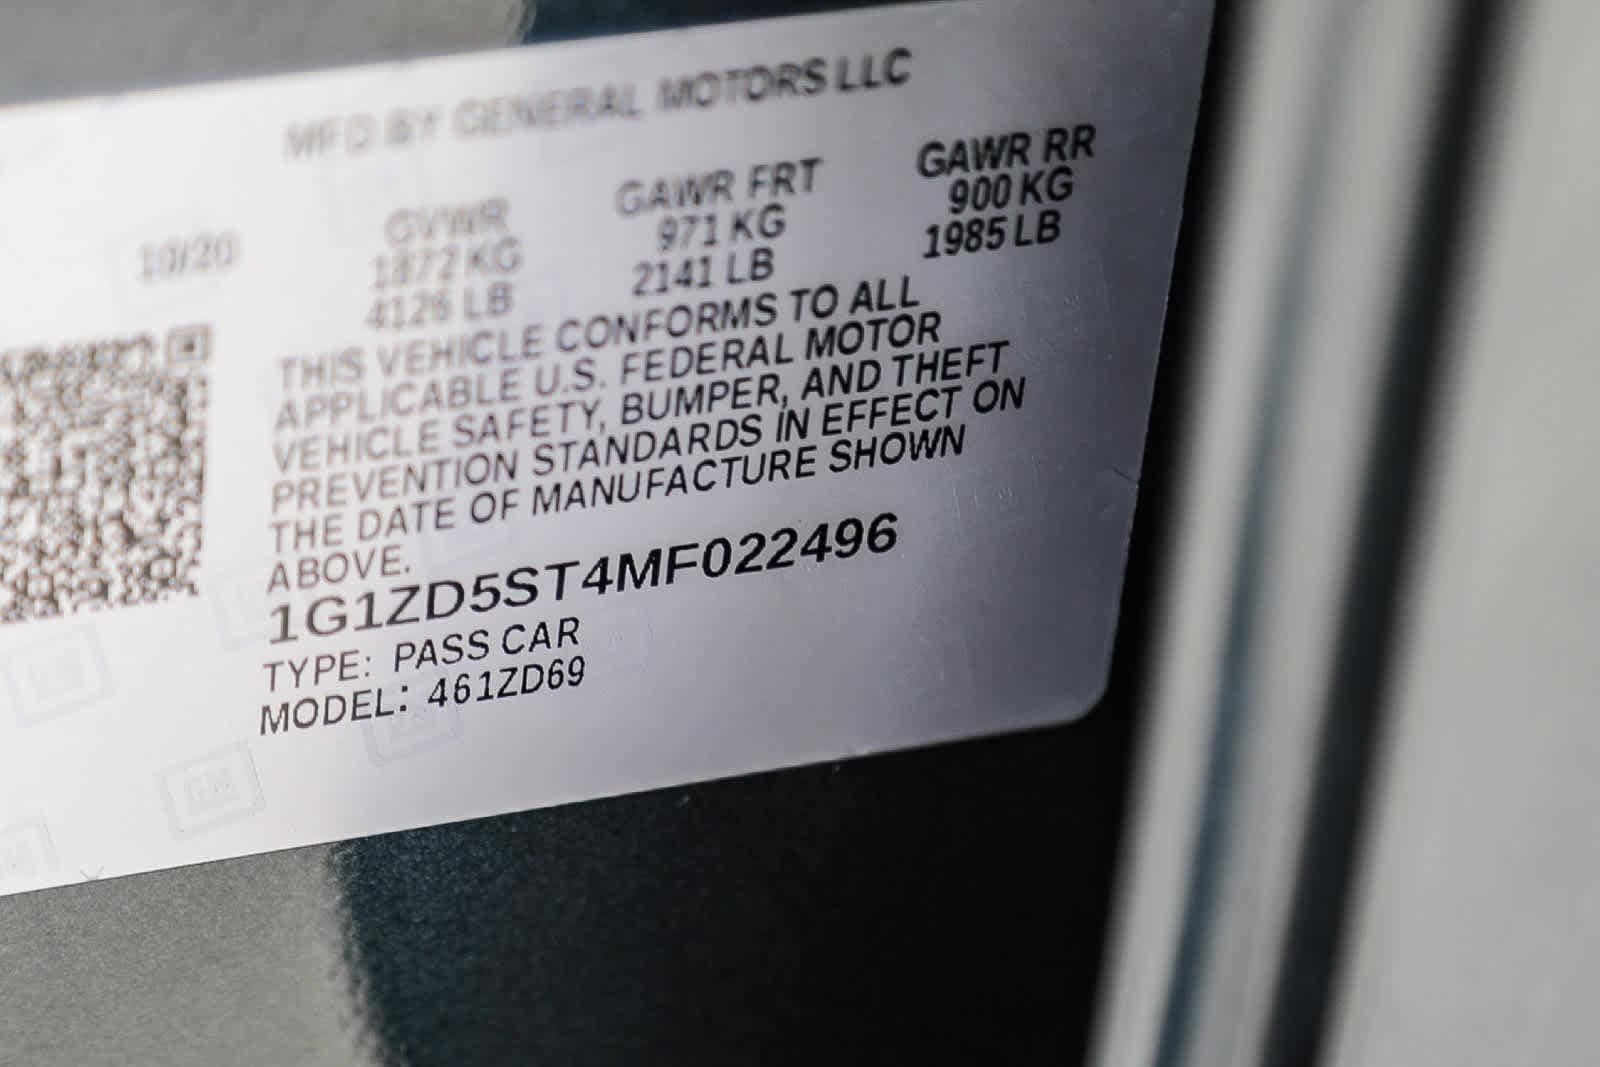 MFD BY GENERAL MOTORS LLC
10/20
GVWR
1872 KG
4126 LB
GAWR FRT
971 KG
2141 LB
GAWR RR
900 KG
1985 LB
THIS VEHICLE CONFORMS TO ALL
APPLICABLE U.S. FEDERAL MOTOR
VEHICLE SAFETY, BUMPER, AND THEFT
PREVENTION STANDARDS IN EFFECT ON
THE DATE OF MANUFACTURE SHOWN
ABOVE.
1G1ZD5ST4MF022496
TYPE: PASS CAR
MODEL: 461ZD69
GM